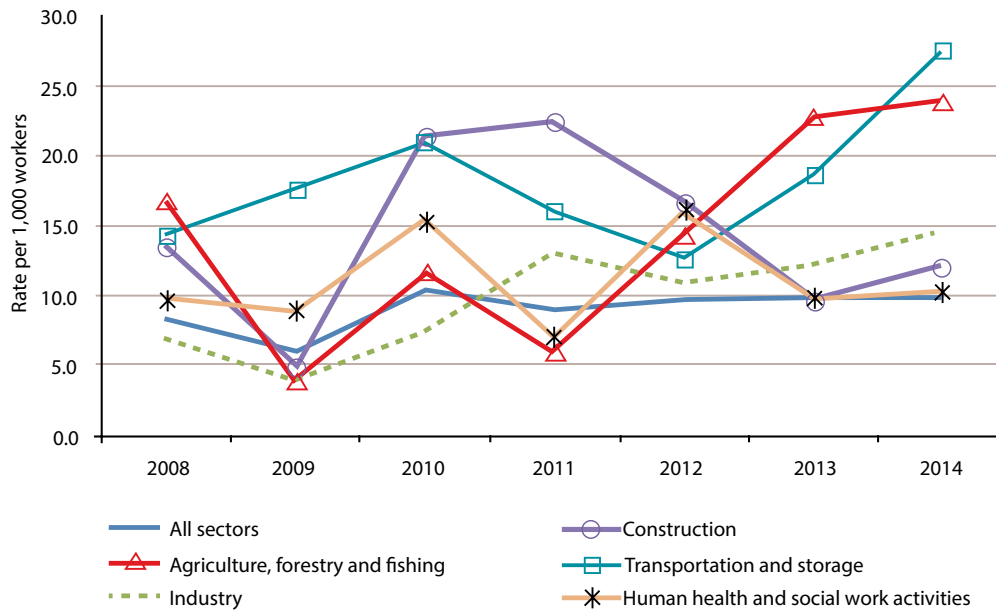 30.0
25.0
20.0
15.0
10.0
5.0
0.0
Rate per 1,000 workers
2008 2009 2010 2011 2012 2013 2014
All sectors
Construction
Agriculture, forestry and fishing
Transportation and storage
Industry
Human health and social work activities